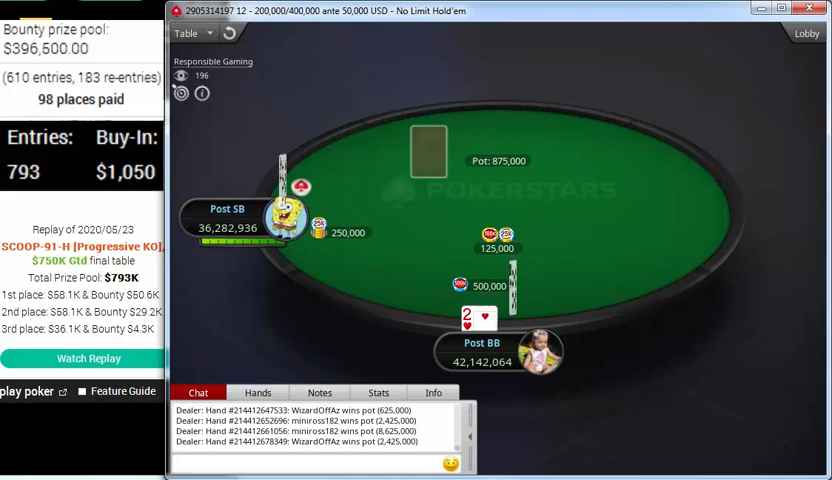 Bounty prize pool:
$396,500.00
(610 entries, 183 re-entries)
98 places paid
Entries: Buy-In:
793 $1,050
Replay of 2020/05/23
SCOOP-91-H [Progressive KO],
$750K Gtd final table
Total Prize Pool: $793K
1st place: $58.1K & Bounty $50.6K
2nd place: $58.1K & Bounty $29.2K
3rd place: $36.1K & Bounty $4.3K
Watch Replay
play poker Feature Guide
2905314197 12 - 200,000/400,000 ante 50,000 USD - No Limit Hold'em
Table
Lobby
Responsible Gaming
196
Pot: 875,000
POKERSTARS
Post SB
36,282,936
25K
250,000
100K 25K
125,000
500K
500,000
2
Post BB
42,142,064
Chat Hands Notes Stats Info
Dealer: Hand #214412647533: WizardOffAz wins pot (625,000)
Dealer: Hand #214412652696: miniross182 wins pot (2,425,000)
Dealer: Hand #214412661056: miniross182 wins pot (8,625,000)
Dealer: Hand #214412678349: WizardOffAz wins pot (2,425,000)